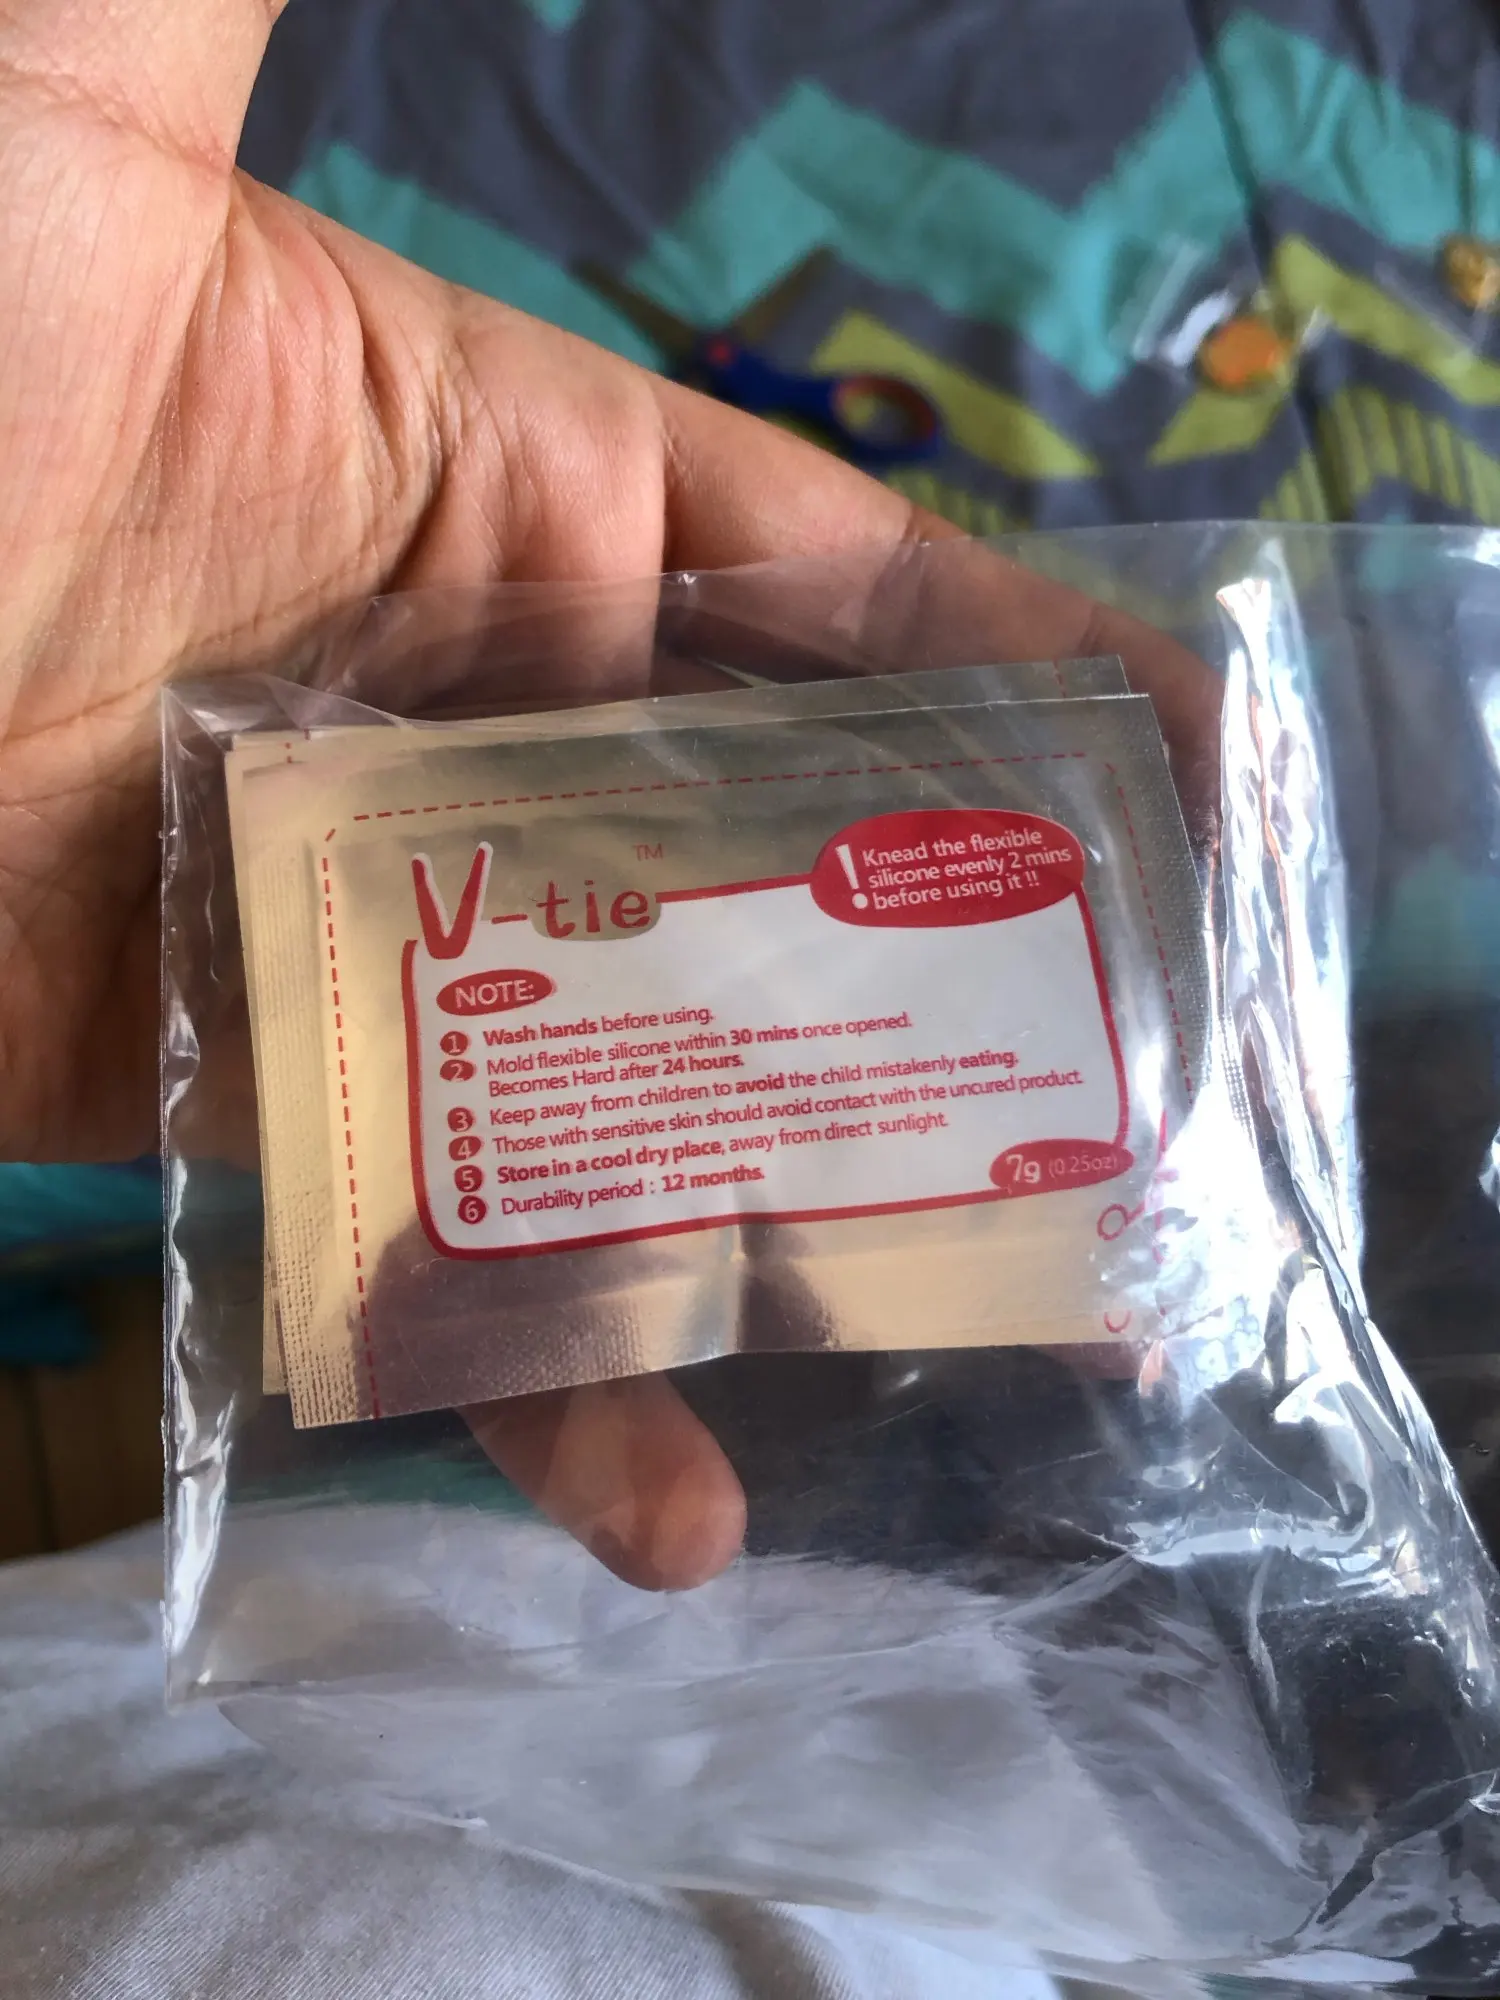 V-tie
TM
! Knead the flexible
silicone evenly 2 mins
before using it !!
NOTE:
1 Wash hands before using.
2 Mold flexible silicone within 30 mins once opened.
Becomes Hard after 24 hours.
3 Keep away from children to avoid the child mistakenly eating.
4 Those with sensitive skin should avoid contact with the uncured product.
5 Store in a cool dry place, away from direct sunlight.
6 Durability period : 12 months.
7g (0.25oz)